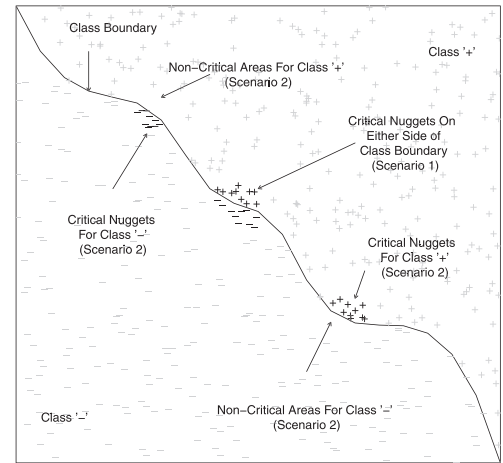 Class Boundary
Class '+'
Non−Critical Areas For Class '+'
(Scenario 2)
Critical Nuggets On
Either Side of
Class Boundary
(Scenario 1)
Critical Nuggets
For Class '−'
(Scenario 2)
Critical Nuggets
For Class '+'
(Scenario 2)
Non−Critical Areas For Class '−'
(Scenario 2)
Class '−'